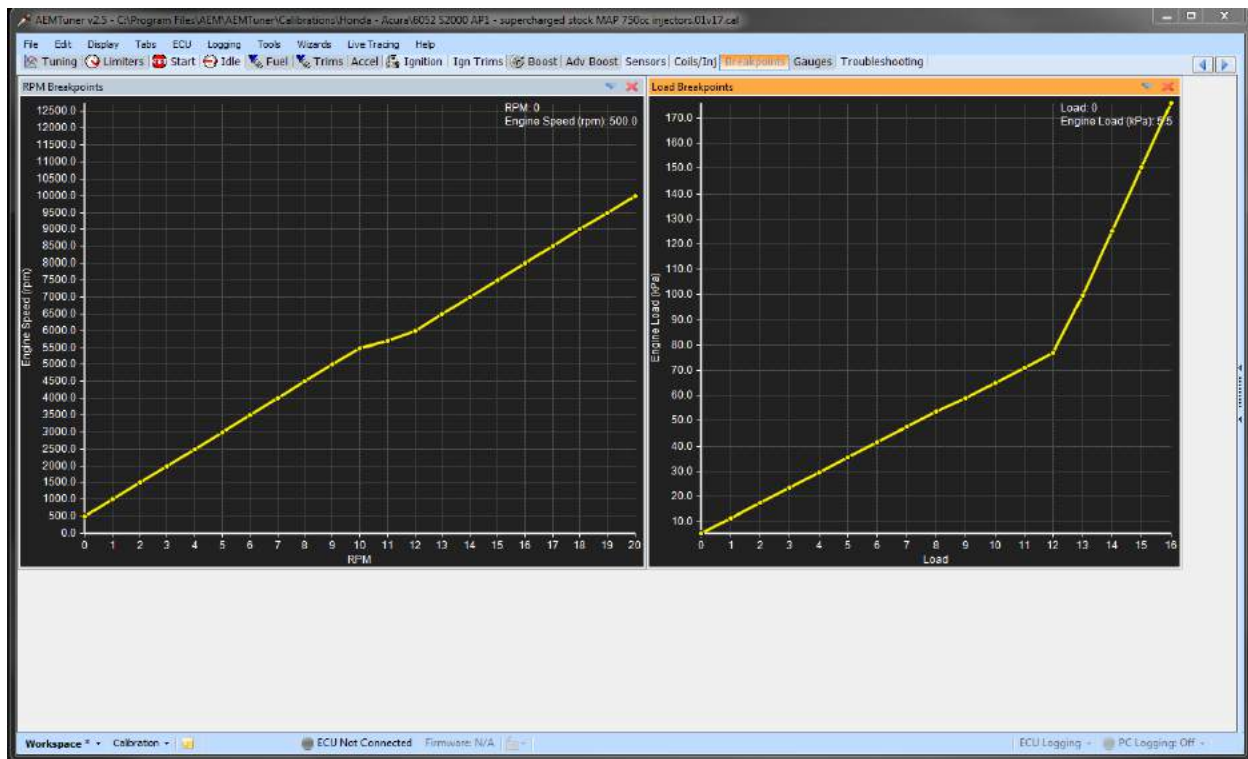 AEMTuner v2.5 - C:\Program Files\AEM\AEMTuner\Calibrations\Honda - Acura\6052 S2000 AP1 - supercharged stock MAP 750cc injectors.01v17.cal
File Edit Display Tabs ECU Logging Tools Wizards Live Tracing Help
Tuning Limiters Start Idle Fuel Trims Accel Ignition Ign Trims Boost Adv Boost Sensors Coils/Inj Breakpoints Gauges Troubleshooting
RPM Breakpoints
RPM: 0
Engine Speed (rpm): 500.0
12500.0
12000.0
11500.0
11000.0
10500.0
10000.0
9500.0
9000.0
8500.0
8000.0
7500.0
7000.0
6500.0
6000.0
5500.0
5000.0
4500.0
4000.0
3500.0
3000.0
2500.0
2000.0
1500.0
1000.0
500.0
0.0
Engine Speed (rpm)
0 1 2 3 4 5 6 7 8 9 10 11 12 13 14 15 16 17 18 19 20
RPM
Load Breakpoints
Load: 0
Engine Load (kPa): 5.5
170.0
160.0
150.0
140.0
130.0
120.0
110.0
100.0
90.0
80.0
70.0
60.0
50.0
40.0
30.0
20.0
10.0
Engine Load (kPa)
0 1 2 3 4 5 6 7 8 9 10 11 12 13 14 15 16
Load
Workspace * Calibration ECU Not Connected Firmware: N/A ECU Logging PC Logging: Off